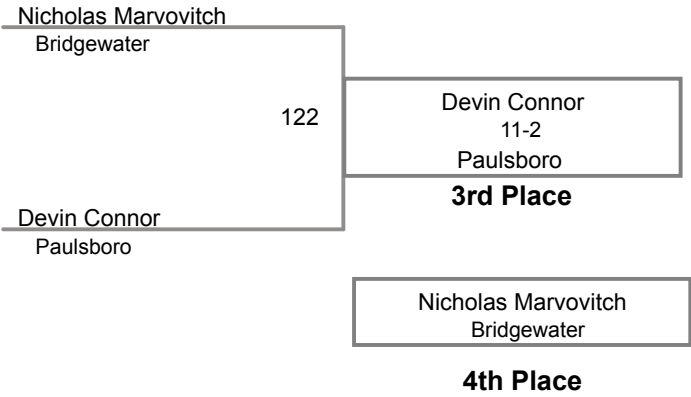 Nicholas Marvovitch
Bridgewater
122
Devin Connor
11-2
Paulsboro
3rd Place
Devin Connor
Paulsboro
Nicholas Marvovitch
Bridgewater
4th Place